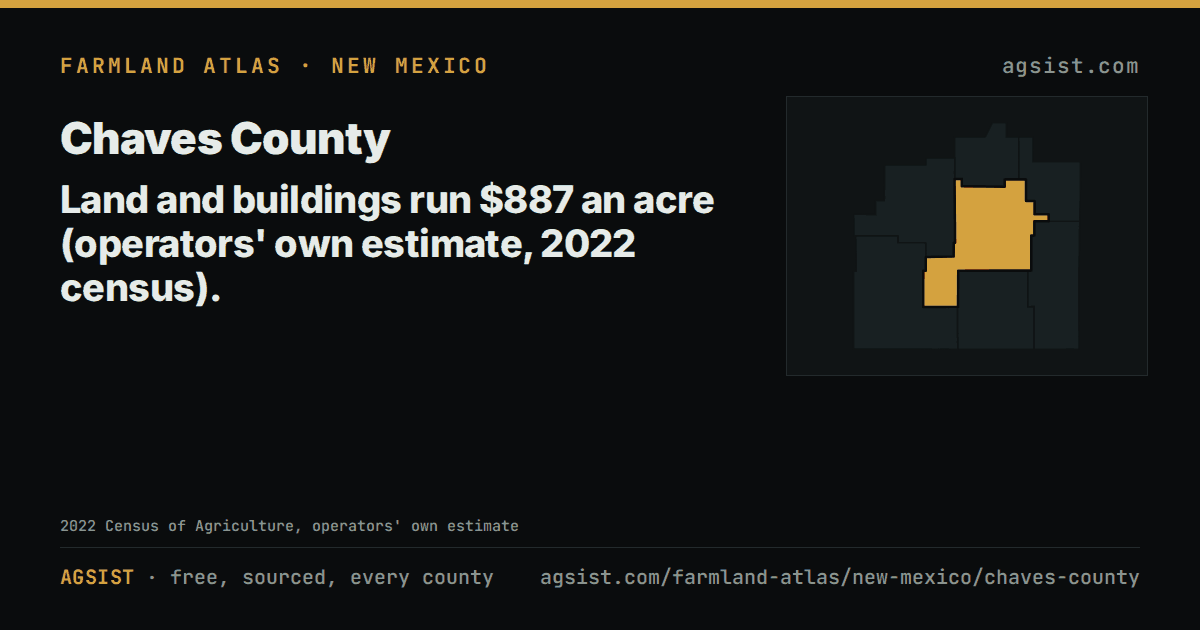 FARMLAND ATLAS · NEW MEXICO
agsist.com
Chaves County
Land and buildings run $887 an acre
(operators' own estimate, 2022
census).
2022 Census of Agriculture, operators' own estimate
AGSIST · free, sourced, every county
agsist.com/farmland-atlas/new-mexico/chaves-county